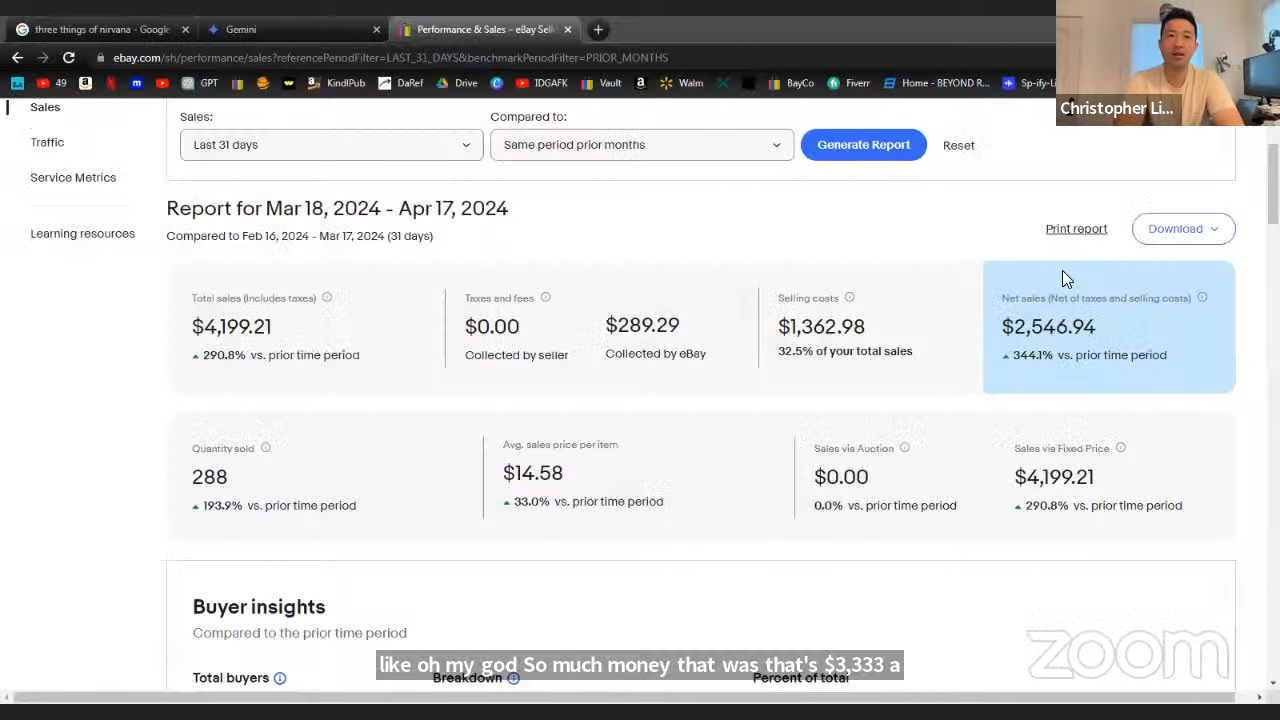 three things of nirvana - Google
Gemini
Performance & Sales – eBay Sell
ebay.com/sh/performance/sales?referencePeriodFilter=LAST_31_DAYS&benchmarkPeriodFilter=PRIOR_MONTHS
49
GPT
KindPub
DaRef
Drive
IDGAFK
Vault
Walm
BayCo
Fiverr
Home - BEYOND R...
Sp-ify-Li
Christopher Li...
Sales
Traffic
Service Metrics
Learning resources
Sales:
Compared to:
Last 31 days
Same period prior months
Generate Report
Reset
Report for Mar 18, 2024 - Apr 17, 2024
Compared to Feb 16, 2024 - Mar 17, 2024 (31 days)
Print report
Download
Total sales (Includes taxes)
$4,199.21
290.8% vs. prior time period
Taxes and fees
$0.00
Collected by seller
$289.29
Collected by eBay
Selling costs
$1,362.98
32.5% of your total sales
Net sales (Net of taxes and selling costs)
$2,546.94
344.1% vs. prior time period
Quantity sold
288
193.9% vs. prior time period
Avg. sales price per item
$14.58
33.0% vs. prior time period
Sales via Auction
$0.00
0.0% vs. prior time period
Sales via Fixed Price
$4,199.21
290.8% vs. prior time period
Buyer insights
Compared to the prior time period
Total buyers
Breakdown
Percent of total
like oh my god So much money that was that's $3,333 a
zoom